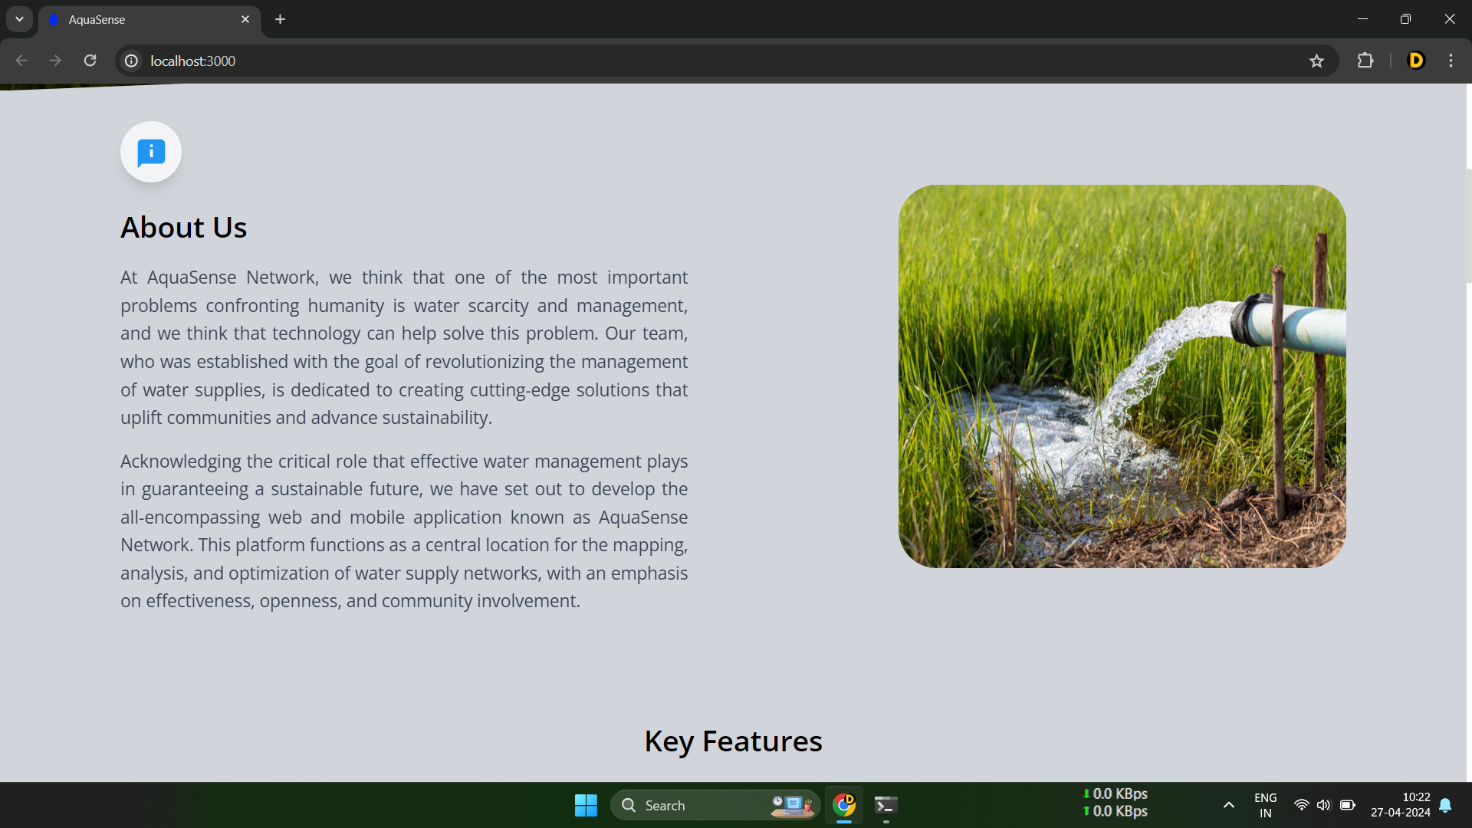 AquaSense
localhost:3000
D
About Us
At AquaSense Network, we think that one of the most important
problems confronting humanity is water scarcity and management,
and we think that technology can help solve this problem. Our team,
who was established with the goal of revolutionizing the management
of water supplies, is dedicated to creating cutting-edge solutions that
uplift communities and advance sustainability.
Acknowledging the critical role that effective water management plays
in guaranteeing a sustainable future, we have set out to develop the
all-encompassing web and mobile application known as AquaSense
Network. This platform functions as a central location for the mapping,
analysis, and optimization of water supply networks, with an emphasis
on effectiveness, openness, and community involvement.
Key Features
Search
D
0.0 KBps
0.0 KBps
ENG
IN
10:22
27-04-2024